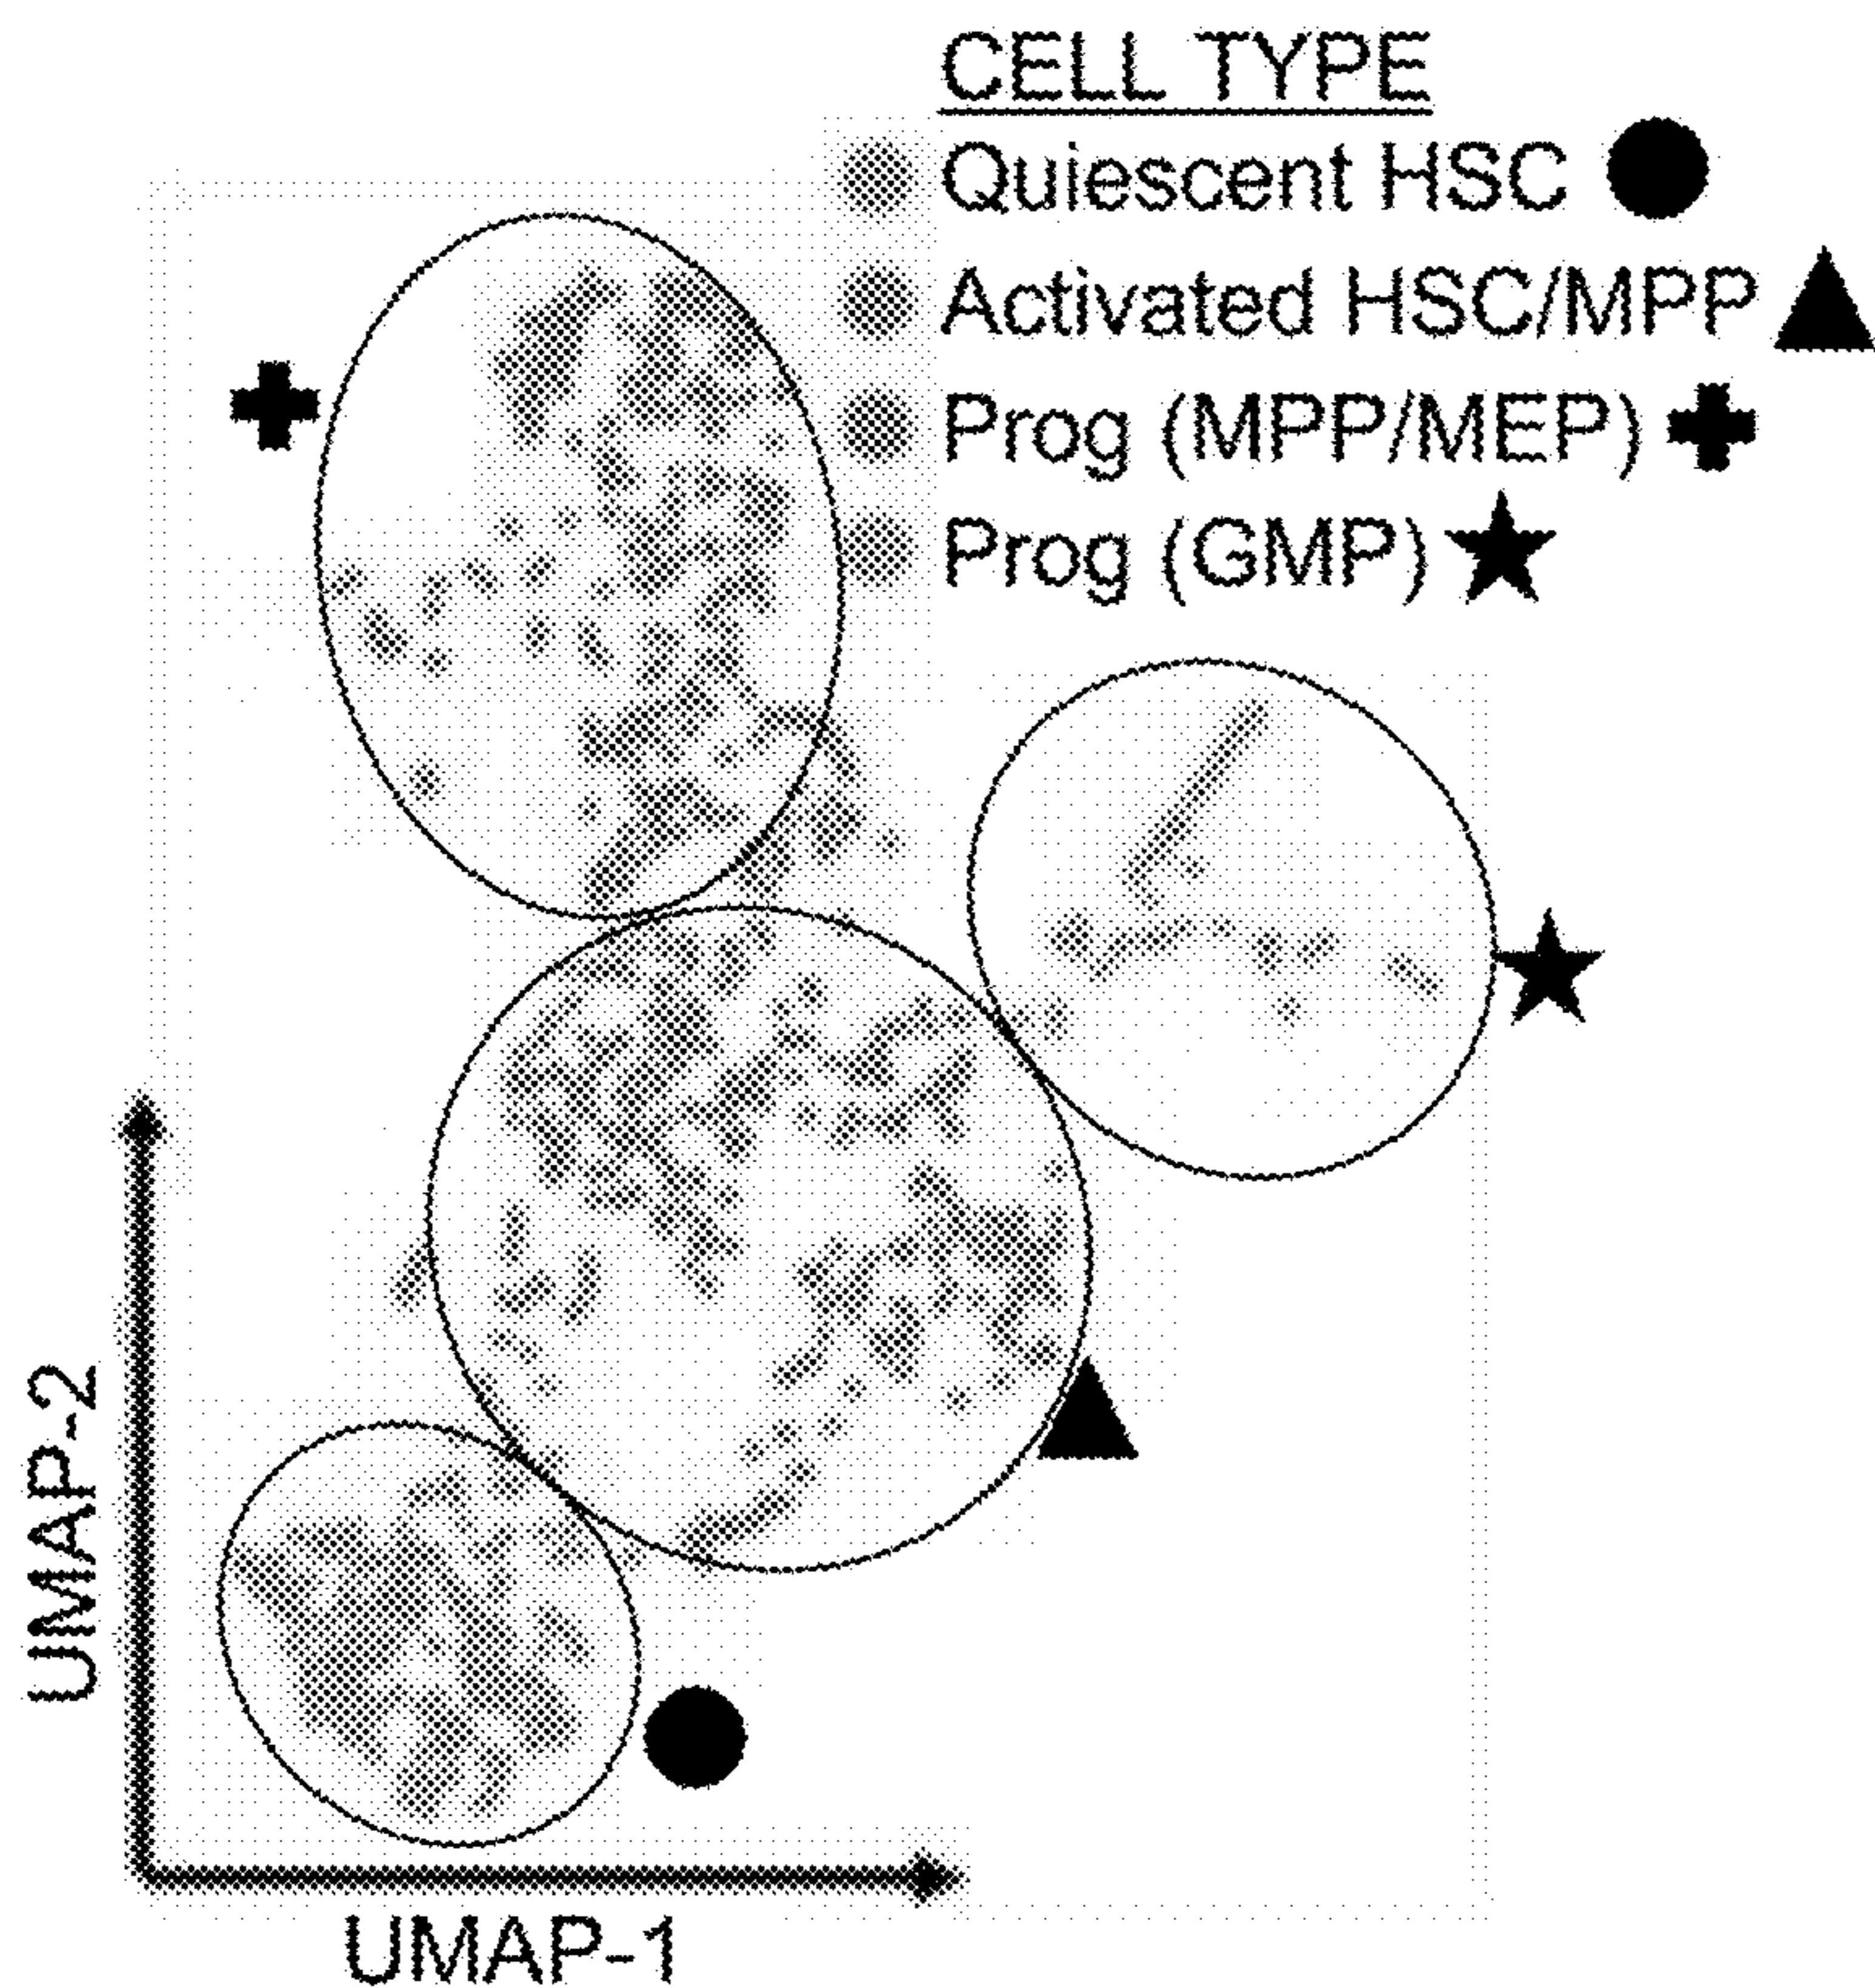 CELL TYPE
Quiescent HSC
Activated HSC/MPP
Prog (MPP/MEP)
Prog (GMP)
UMAP-2
UMAP-1